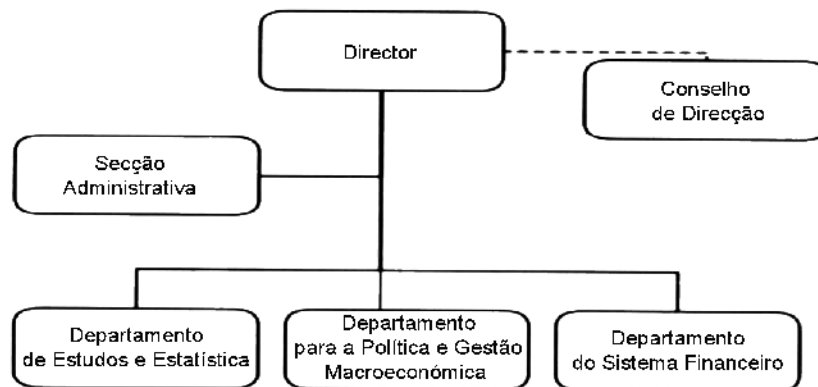 Director
Conselho
de Direcção
Secção
Administrativa
Departamento
de Estudos e Estatística
Departamento
para a Política e Gestão
Macroeconómica
Departamento
do Sistema Financeiro